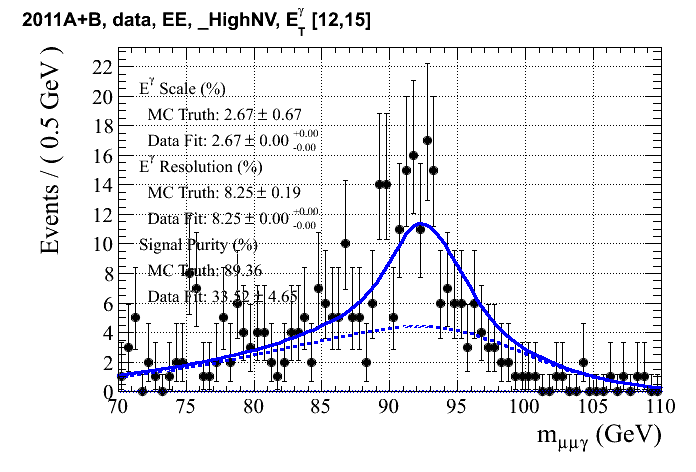 2011A+B, data, EE, _HighNV, E_T^γ [12,15]
Events / ( 0.5 GeV )
22
20
18
16
14
12
10
8
6
4
2
0
E^γ Scale (%)
MC Truth: 2.67 ± 0.67
Data Fit: 2.67 ± 0.00 +0.00 -0.00
E^γ Resolution (%)
MC Truth: 8.25 ± 0.19
Data Fit: 8.25 ± 0.00 +0.00 -0.00
Signal Purity (%)
MC Truth: 89.36
Data Fit: 33.52 ± 4.65
70 75 80 85 90 95 100 105 110
m_μμγ (GeV)